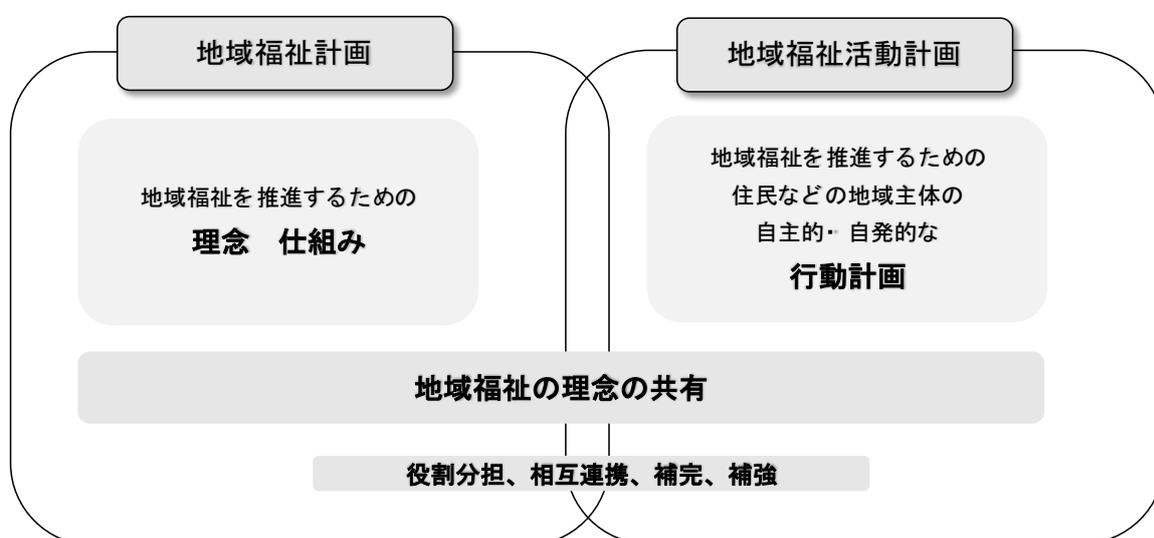 地域福祉計画
地域福祉を推進するための
理念　仕組み
地域福祉活動計画
地域福祉を推進するための
住民などの地域主体の
自主的・自発的な
行動計画
地域福祉の理念の共有
役割分担、相互連携、補完、補強